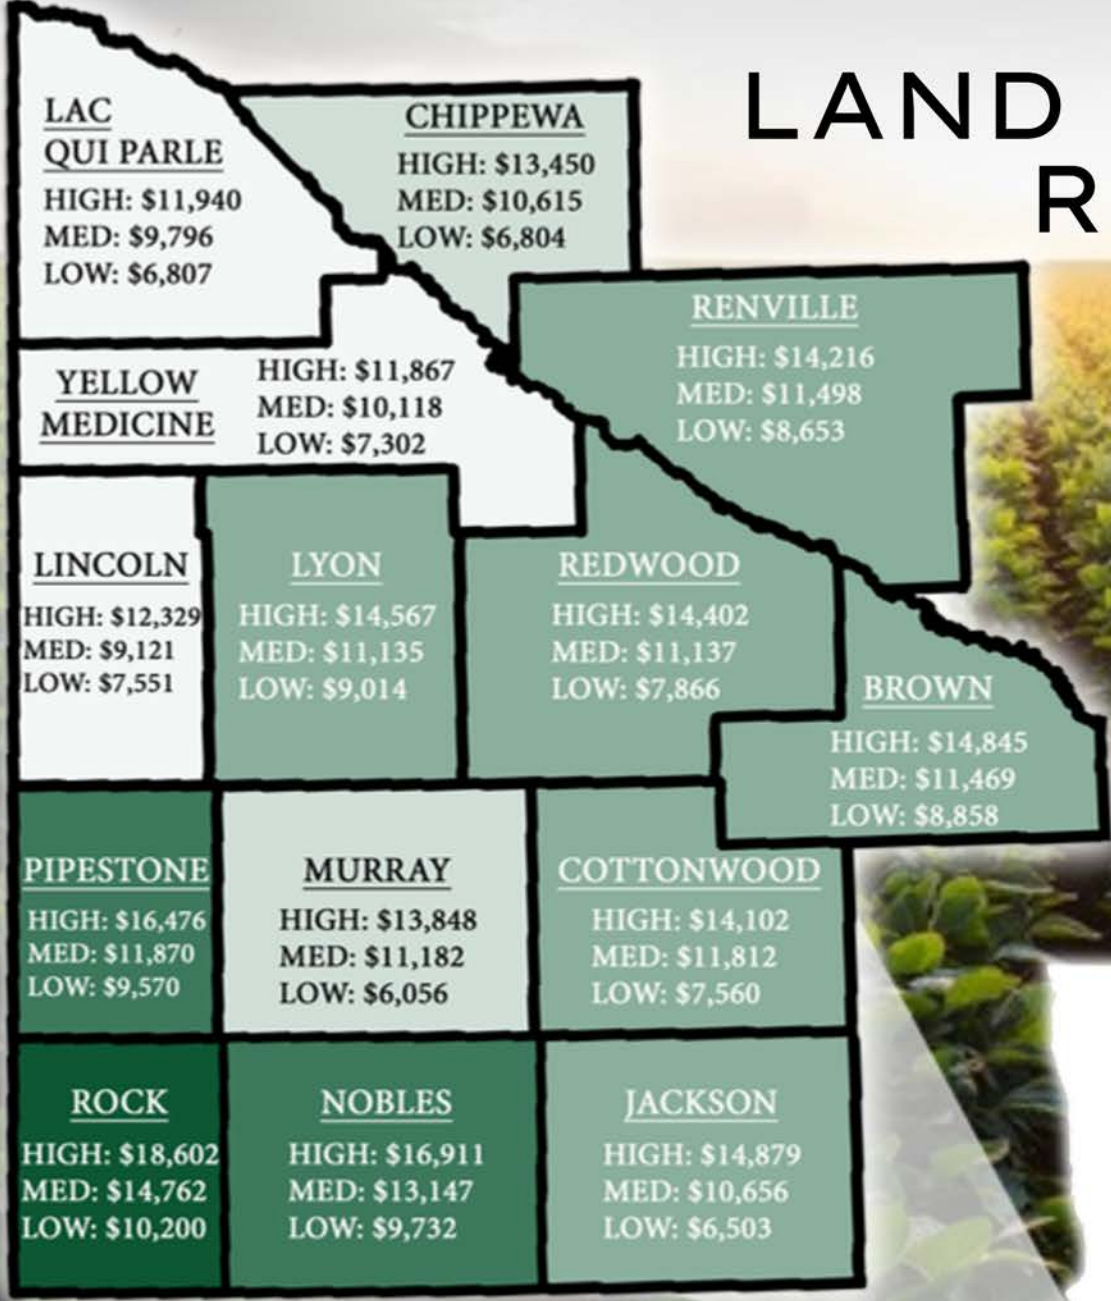 LAND
R
LAC
QUI PARLE
HIGH: $11,940
MED: $9,796
LOW: $6,807
CHIPPEWA
HIGH: $13,450
MED: $10,615
LOW: $6,804
RENVILLE
HIGH: $14,216
MED: $11,498
LOW: $8,653
YELLOW
MEDICINE
HIGH: $11,867
MED: $10,118
LOW: $7,302
LINCOLN
HIGH: $12,329
MED: $9,121
LOW: $7,551
LYON
HIGH: $14,567
MED: $11,135
LOW: $9,014
REDWOOD
HIGH: $14,402
MED: $11,137
LOW: $7,866
BROWN
HIGH: $14,845
MED: $11,469
LOW: $8,858
PIPESTONE
HIGH: $16,476
MED: $11,870
LOW: $9,570
MURRAY
HIGH: $13,848
MED: $11,182
LOW: $6,056
COTTONWOOD
HIGH: $14,102
MED: $11,812
LOW: $7,560
ROCK
HIGH: $18,602
MED: $14,762
LOW: $10,200
NOBLES
HIGH: $16,911
MED: $13,147
LOW: $9,732
JACKSON
HIGH: $14,879
MED: $10,656
LOW: $6,503